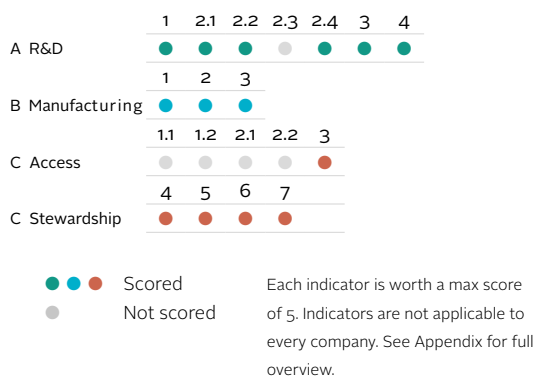 1 2.1 2.2 2.3 2.4 3 4
A R&D
1 2 3
B Manufacturing
1.1 1.2 2.1 2.2 3
C Access
4 5 6 7
C Stewardship
Scored
Not scored
Each indicator is worth a max score
of 5. Indicators are not applicable to
every company. See Appendix for full
overview.